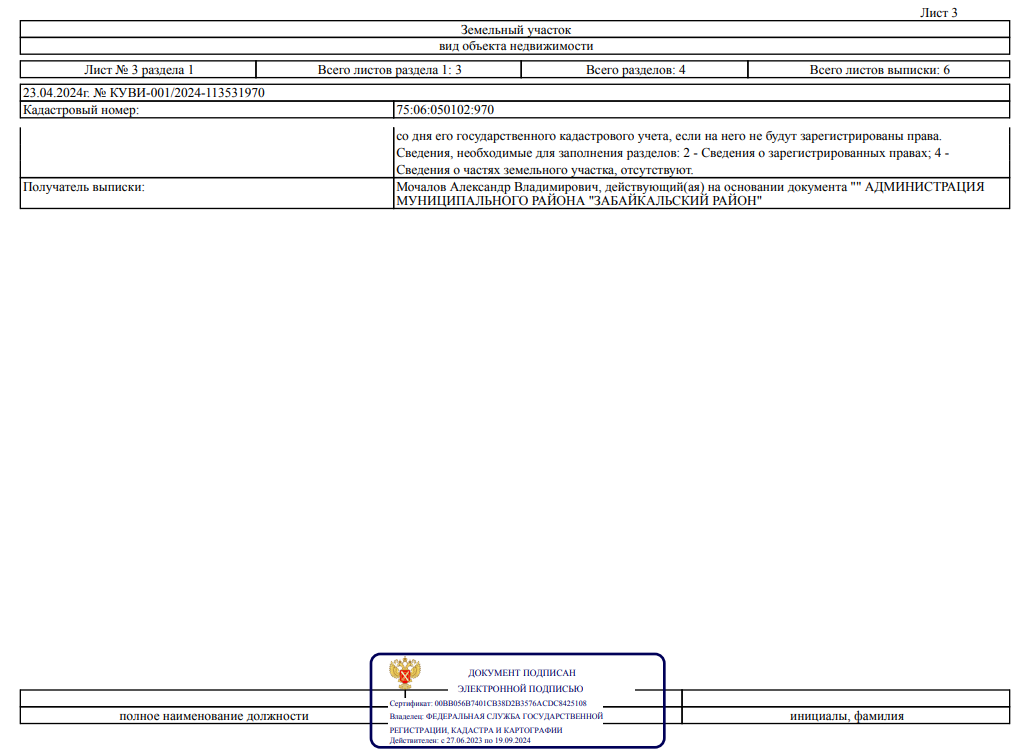 Лист 3
Земельный участок
вид объекта недвижимости
Лист № 3 раздела 1
Всего листов раздела 1: 3
Всего разделов: 4
Всего листов выписки: 6
23.04.2024г. № КУВИ-001/2024-113531970
Кадастровый номер:
75:06:050102:970
со дня его государственного кадастрового учета, если на него не будут зарегистрированы права.
Сведения, необходимые для заполнения разделов: 2 - Сведения о зарегистрированных правах; 4 -
Сведения о частях земельного участка, отсутствуют.
Получатель выписки:
Мочалов Александр Владимирович, действующий(ая) на основании документа "" АДМИНИСТРАЦИЯ
МУНИЦИПАЛЬНОГО РАЙОНА "ЗАБАЙКАЛЬСКИЙ РАЙОН"
ДОКУМЕНТ ПОДПИСАН
ЭЛЕКТРОННОЙ ПОДПИСЬЮ
Сертификат: 00BB056B7401CB38D2B3576ACDC8425108
Владелец: ФЕДЕРАЛЬНАЯ СЛУЖБА ГОСУДАРСТВЕННОЙ
РЕГИСТРАЦИИ, КАДАСТРА И КАРТОГРАФИИ
Действителен: с 27.06.2023 по 19.09.2024
полное наименование должности
инициалы, фамилия